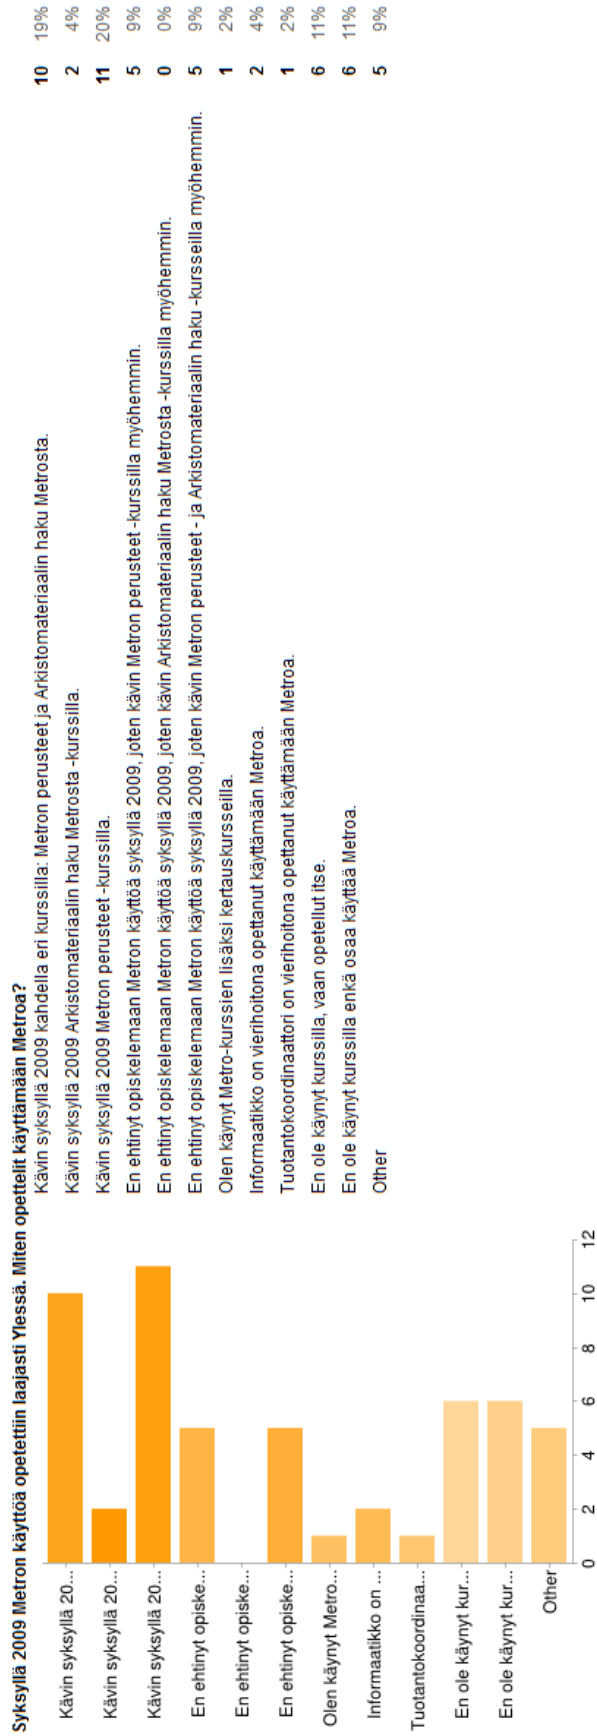 Syksyllä 2009 Metron käyttöä opetettiin laajasti Ylessä. Miten opettelit käyttämään Metroa?
Kävin syksyllä 20...
Kävin syksyllä 20...
Kävin syksyllä 20...
En ehtinyt opiske...
En ehtinyt opiske...
En ehtinyt opiske...
Olen käynyt Metro...
Informaatikko on ...
Tuotantokoordinaa...
En ole käynyt kur...
En ole käynyt kur...
Other
0 2 4 6 8 10 12
Kävin syksyllä 2009 kahdella eri kurssilla: Metron perusteet ja Arkistomateriaalin haku Metrosta. 10 19%
Kävin syksyllä 2009 Arkistomateriaalin haku Metrosta -kurssilla. 2 4%
Kävin syksyllä 2009 Metron perusteet -kurssilla. 11 20%
En ehtinyt opiskelemaan Metron käyttöä syksyllä 2009, joten kävin Metron perusteet -kurssilla myöhemmin. 5 9%
En ehtinyt opiskelemaan Metron käyttöä syksyllä 2009, joten kävin Arkistomateriaalin haku Metrosta -kurssilla myöhemmin. 0 0%
En ehtinyt opiskelemaan Metron käyttöä syksyllä 2009, joten kävin Metron perusteet - ja Arkistomateriaalin haku -kursseilla myöhemmin. 5 9%
Olen käynyt Metro-kurssien lisäksi kertauskursseilla. 1 2%
Informaatikko on vierihoitona opettanut käyttämään Metroa. 2 4%
Tuotantokoordinaattori on vierihoitona opettanut käyttämään Metroa. 1 2%
En ole käynyt kurssilla, vaan opetellut itse. 6 11%
En ole käynyt kurssilla enkä osaa käyttää Metroa. 6 11%
Other 5 9%